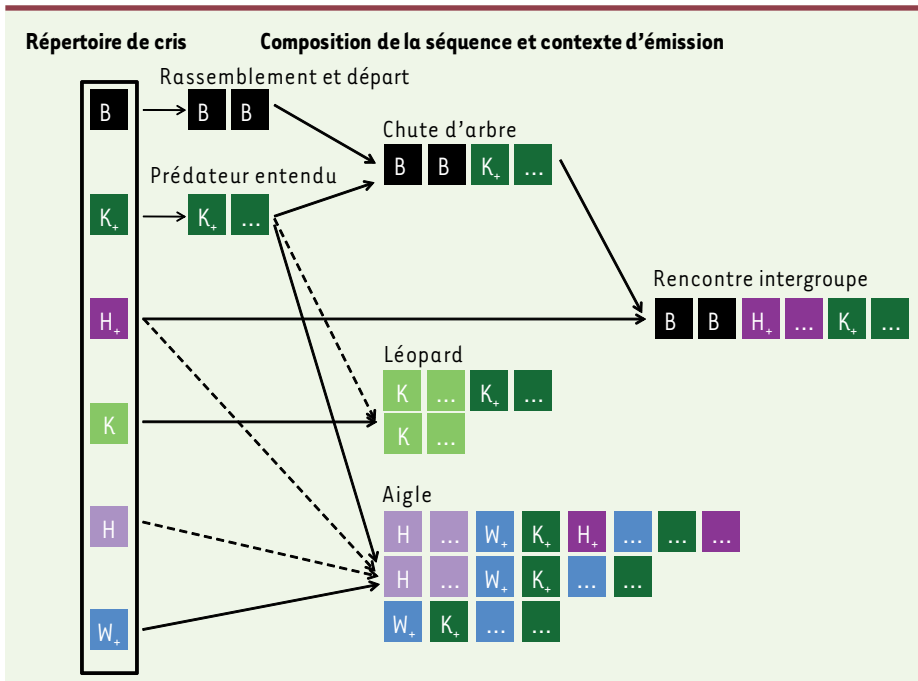 Répertoire de cris Composition de la séquence et contexte d'émission
Rassemblement et départ
B B B
Chute d'arbre
B B K+ ...
Prédateur entendu
K+ K+ ...
Rencontre intergroupe
H+ B B H+ ... K+ ...
Léopard
K ... K+ ...
K K ...
Aigle
H H ... W+ K+ H+ ... ... ...
H ... W+ K+ ... ...
W+ W+ K+ ... ...